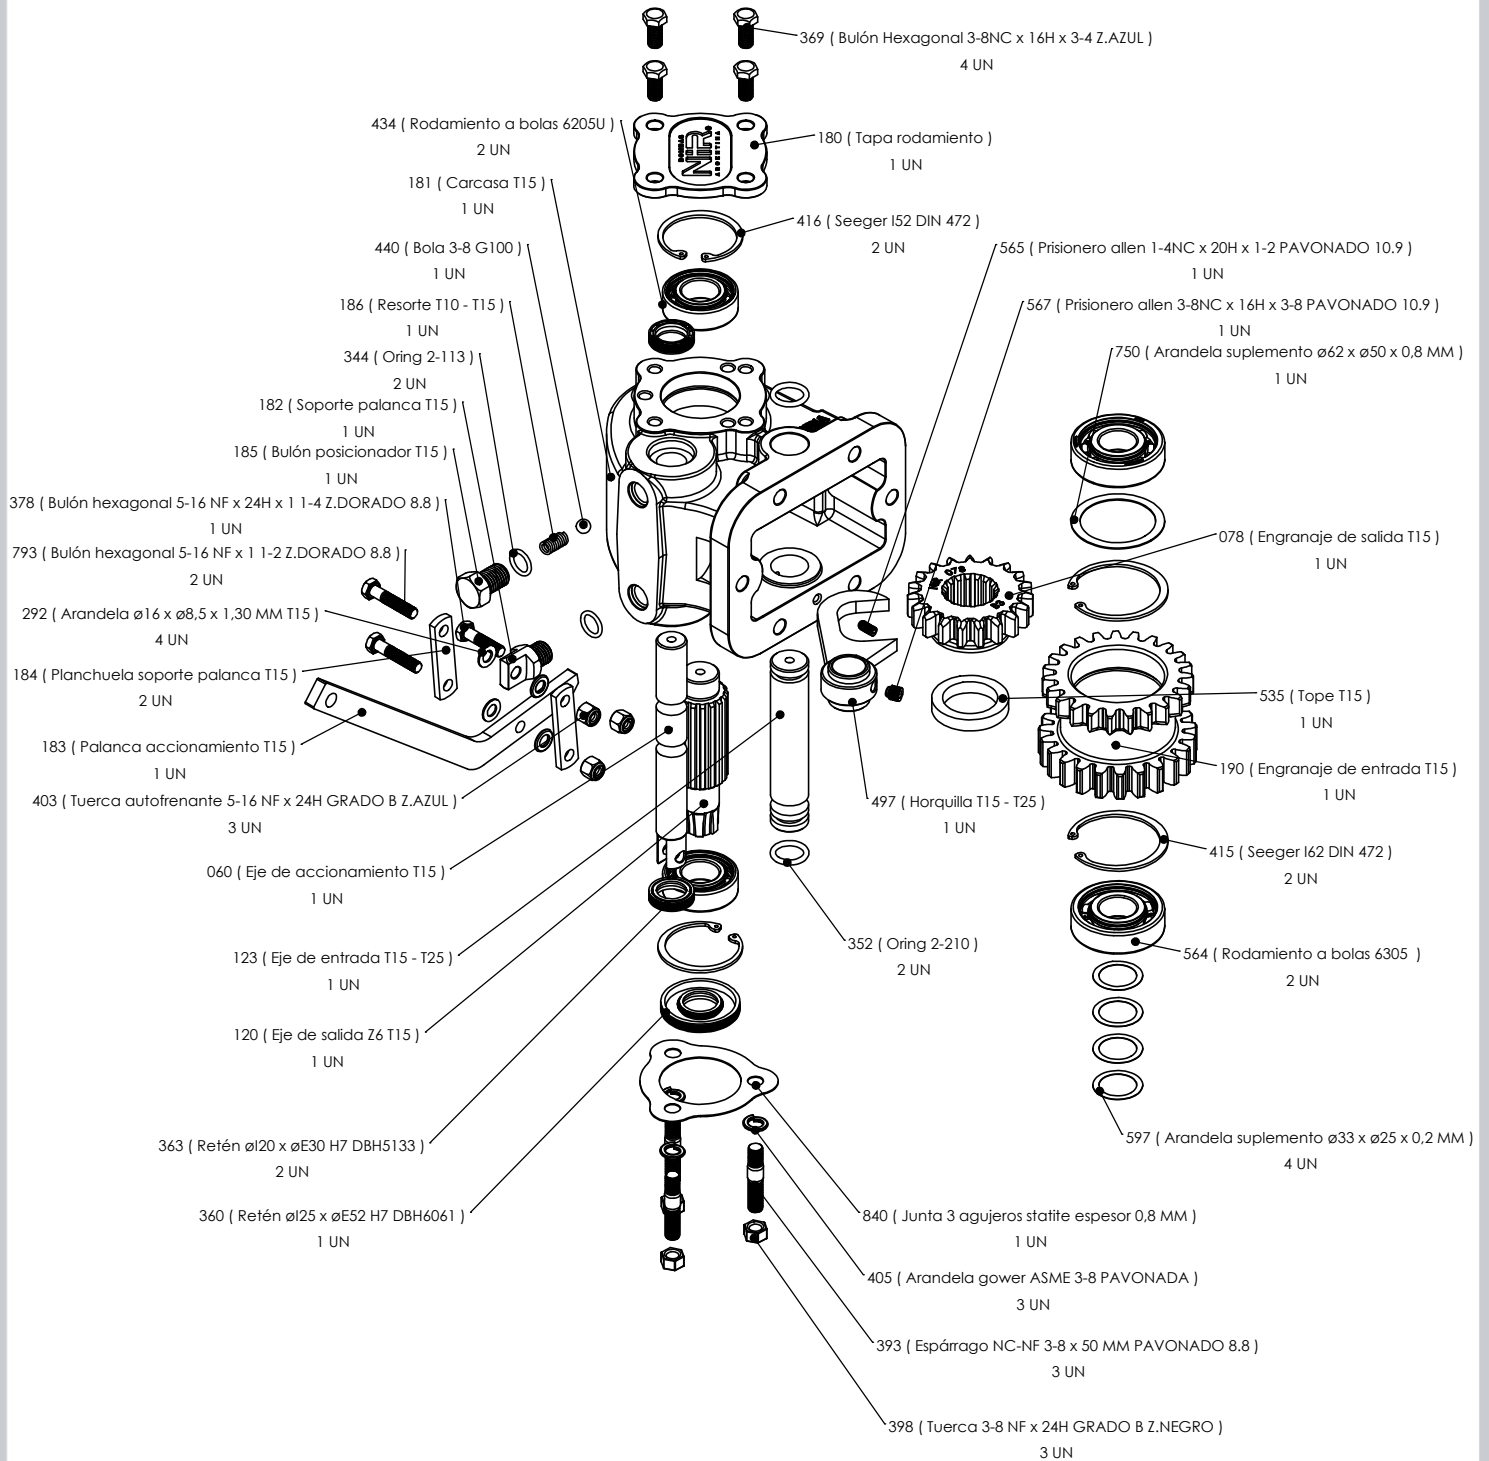 369 ( Bulón Hexagonal 3-8NC x 16H x 3-4 Z.AZUL )
4 UN
434 ( Rodamiento a bolas 6205U )
2 UN
NIR
BOMBAS
ARGENTINA
180 ( Tapa rodamiento )
1 UN
181 ( Carcasa T15 )
1 UN
416 ( Seeger I52 DIN 472 )
2 UN
440 ( Bola 3-8 G100 )
1 UN
565 ( Prisionero allen 1-4NC x 20H x 1-2 PAVONADO 10.9 )
1 UN
186 ( Resorte T10 - T15 )
1 UN
567 ( Prisionero allen 3-8NC x 16H x 3-8 PAVONADO 10.9 )
1 UN
344 ( Oring 2-113 )
2 UN
750 ( Arandela suplemento ø62 x ø50 x 0,8 MM )
1 UN
182 ( Soporte palanca T15 )
1 UN
185 ( Bulón posicionador T15 )
1 UN
378 ( Bulón hexagonal 5-16 NF x 24H x 1 1-4 Z.DORADO 8.8 )
1 UN
793 ( Bulón hexagonal 5-16 NF x 1 1-2 Z.DORADO 8.8 )
2 UN
078 ( Engranaje de salida T15 )
1 UN
292 ( Arandela ø16 x ø8,5 x 1,30 MM T15 )
4 UN
184 ( Planchuela soporte palanca T15 )
2 UN
535 ( Tope T15 )
1 UN
183 ( Palanca accionamiento T15 )
1 UN
190 ( Engranaje de entrada T15 )
1 UN
403 ( Tuerca autofrenante 5-16 NF x 24H GRADO B Z.AZUL )
3 UN
497 ( Horquilla T15 - T25 )
1 UN
415 ( Seeger I62 DIN 472 )
2 UN
060 ( Eje de accionamiento T15 )
1 UN
352 ( Oring 2-210 )
2 UN
123 ( Eje de entrada T15 - T25 )
1 UN
564 ( Rodamiento a bolas 6305 )
2 UN
120 ( Eje de salida Z6 T15 )
1 UN
363 ( Retén øI20 x øE30 H7 DBH5133 )
2 UN
597 ( Arandela suplemento ø33 x ø25 x 0,2 MM )
4 UN
360 ( Retén øI25 x øE52 H7 DBH6061 )
1 UN
840 ( Junta 3 agujeros statite espesor 0,8 MM )
1 UN
405 ( Arandela gower ASME 3-8 PAVONADA )
3 UN
393 ( Espárrago NC-NF 3-8 x 50 MM PAVONADO 8.8 )
3 UN
398 ( Tuerca 3-8 NF x 24H GRADO B Z.NEGRO )
3 UN